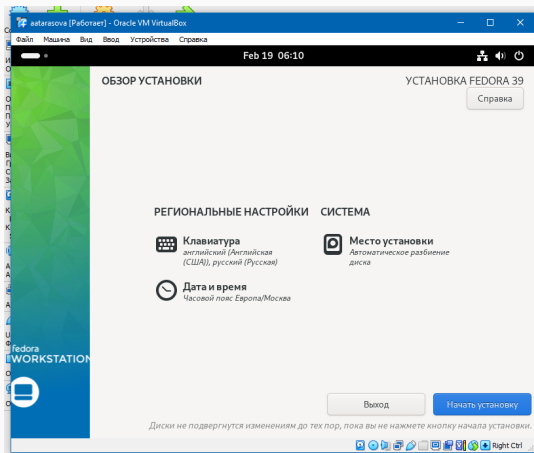 aatarasova [Работает] - Oracle VM VirtualBox
Файл Машина Вид Ввод Устройства Справка
Feb 19 06:10
ОБЗОР УСТАНОВКИ
УСТАНОВКА FEDORA 39
Справка
РЕГИОНАЛЬНЫЕ НАСТРОЙКИ
СИСТЕМА
Клавиатура
английский (Английская
(США)), русский (Русская)
Место установки
Автоматическое разбиение
диска
Дата и время
Часовой пояс Европа/Москва
fedora
WORKSTATION
Выход
Начать установку
Диски не подвергнутся изменениям до тех пор, пока вы не нажмете кнопку начала установки.
Right Ctrl